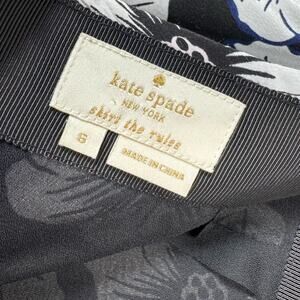 kate spade
NEW YORK
skirt the rules
6
MADE IN CHINA